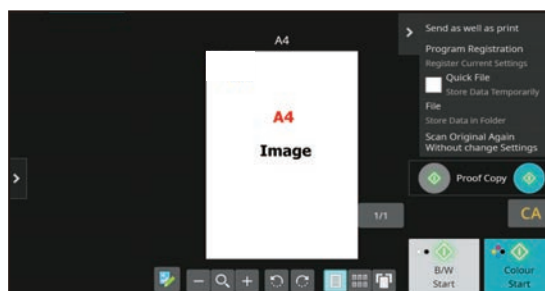 A4
A4
Image
1/1
Send as well as print
Program Registration
Register Current Settings
Quick File
Store Data Temporarily
File
Store Data in Folder
Scan Original Again
Without change Settings
Proof Copy
CA
B/W
Start
Colour
Start